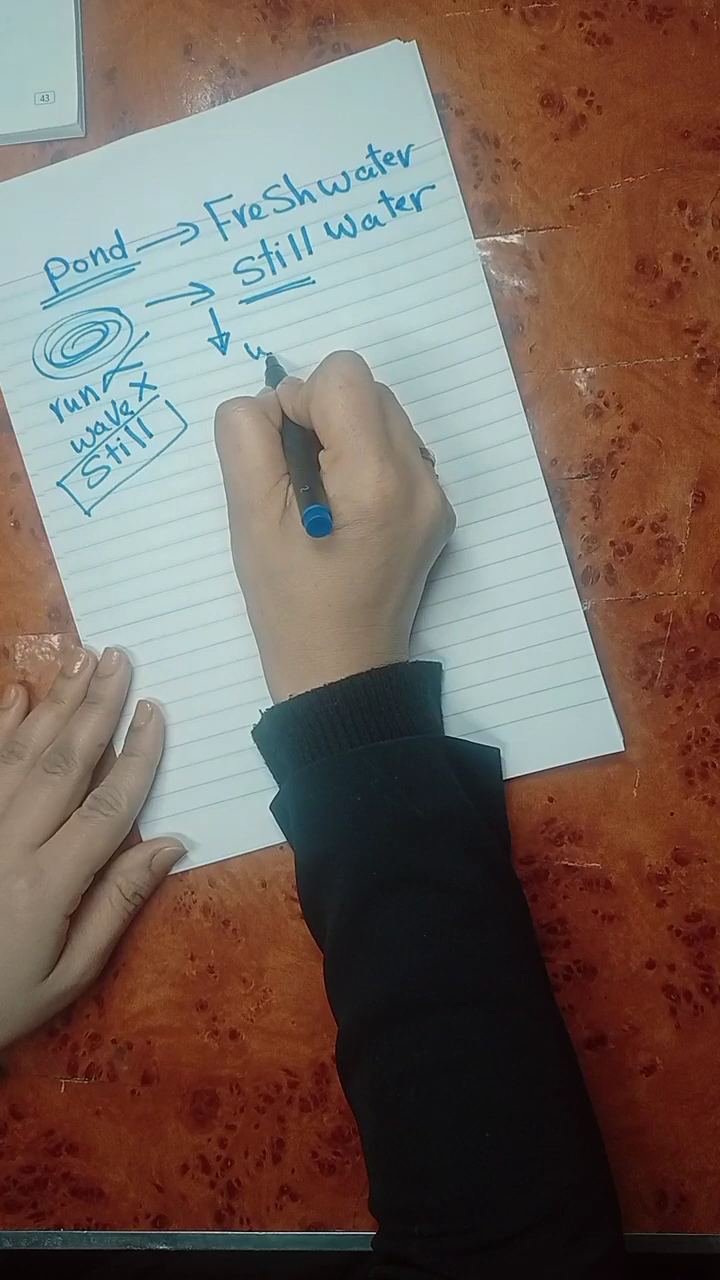 43
Pond → Freshwater
→ Still water
run
wave x
Still